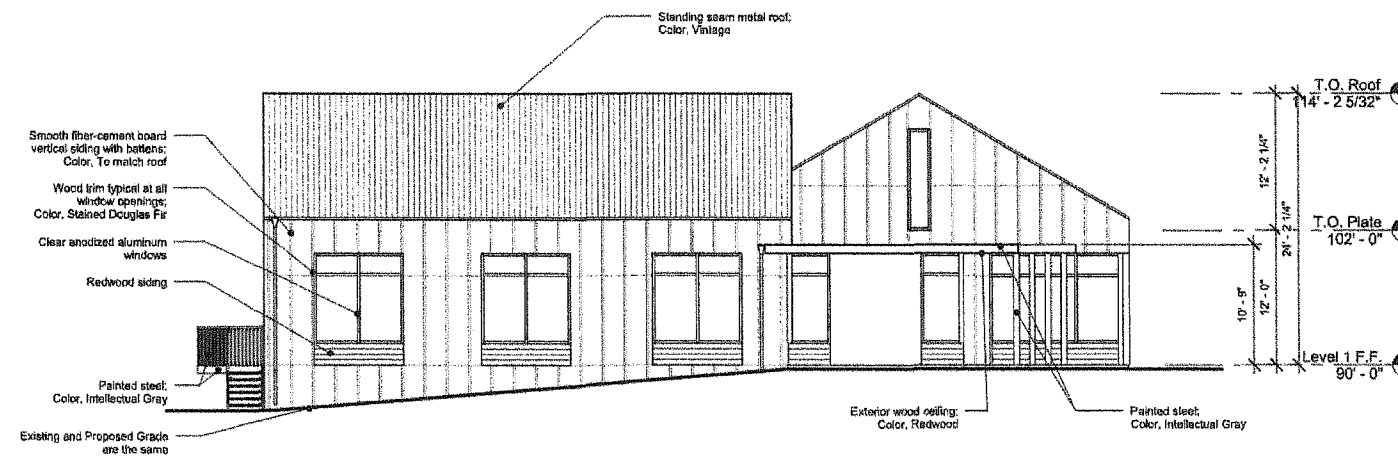 Standing seam metal roof;
Color, Vintage
Smooth fiber-cement board
vertical siding with battens;
Color, To match roof
Wood trim typical at all
window openings;
Color, Stained Douglas Fir
Clear anodized aluminum
windows
Redwood siding
Painted steel;
Color, Intellectual Gray
Existing and Proposed Grade
are the same
Exterior wood ceiling;
Color, Redwood
Painted steel;
Color, Intellectual Gray
T.O. Roof
114' - 2 5/32"
12' - 2 1/4"
T.O. Plate
102' - 0"
24' - 2 1/4"
10' - 9"
12' - 0"
Level 1 F.F.
90' - 0"